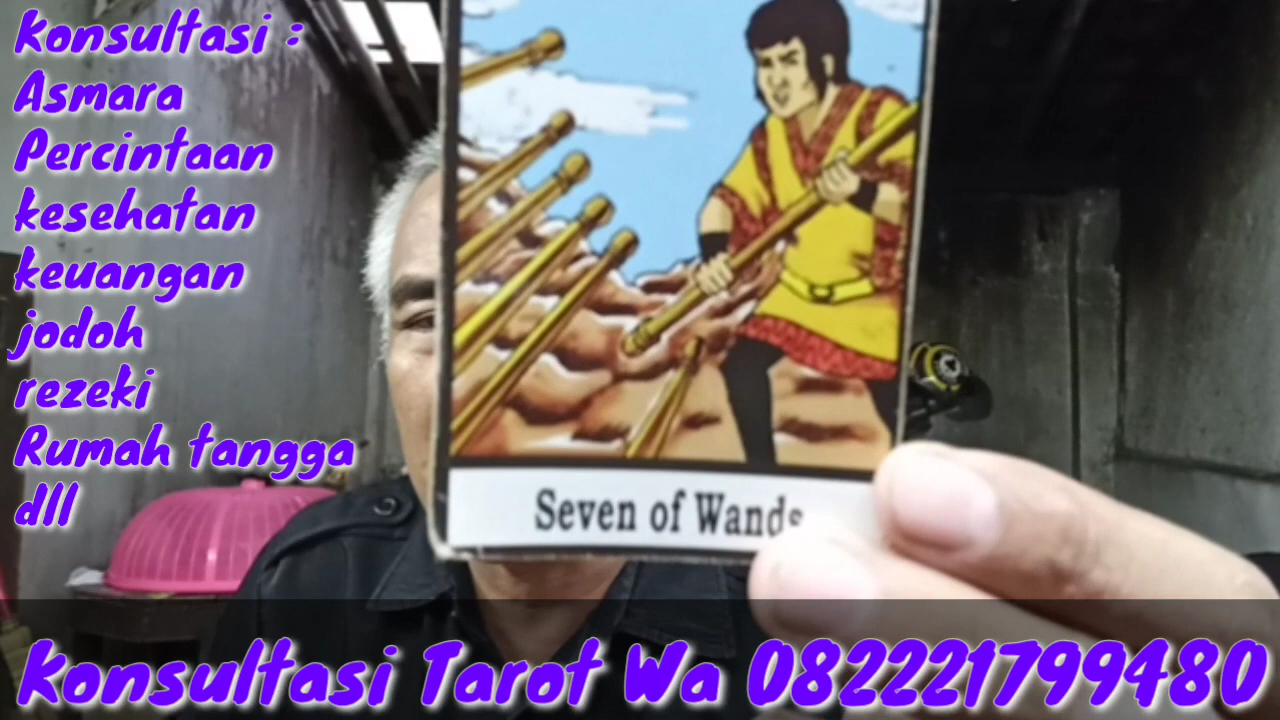 Konsultasi :
Asmara
Percintaan
kesehatan
keuangan
jodoh
rezeki
Rumah tangga
dll
Seven of Wands
Konsultasi Tarot Wa 082221799480